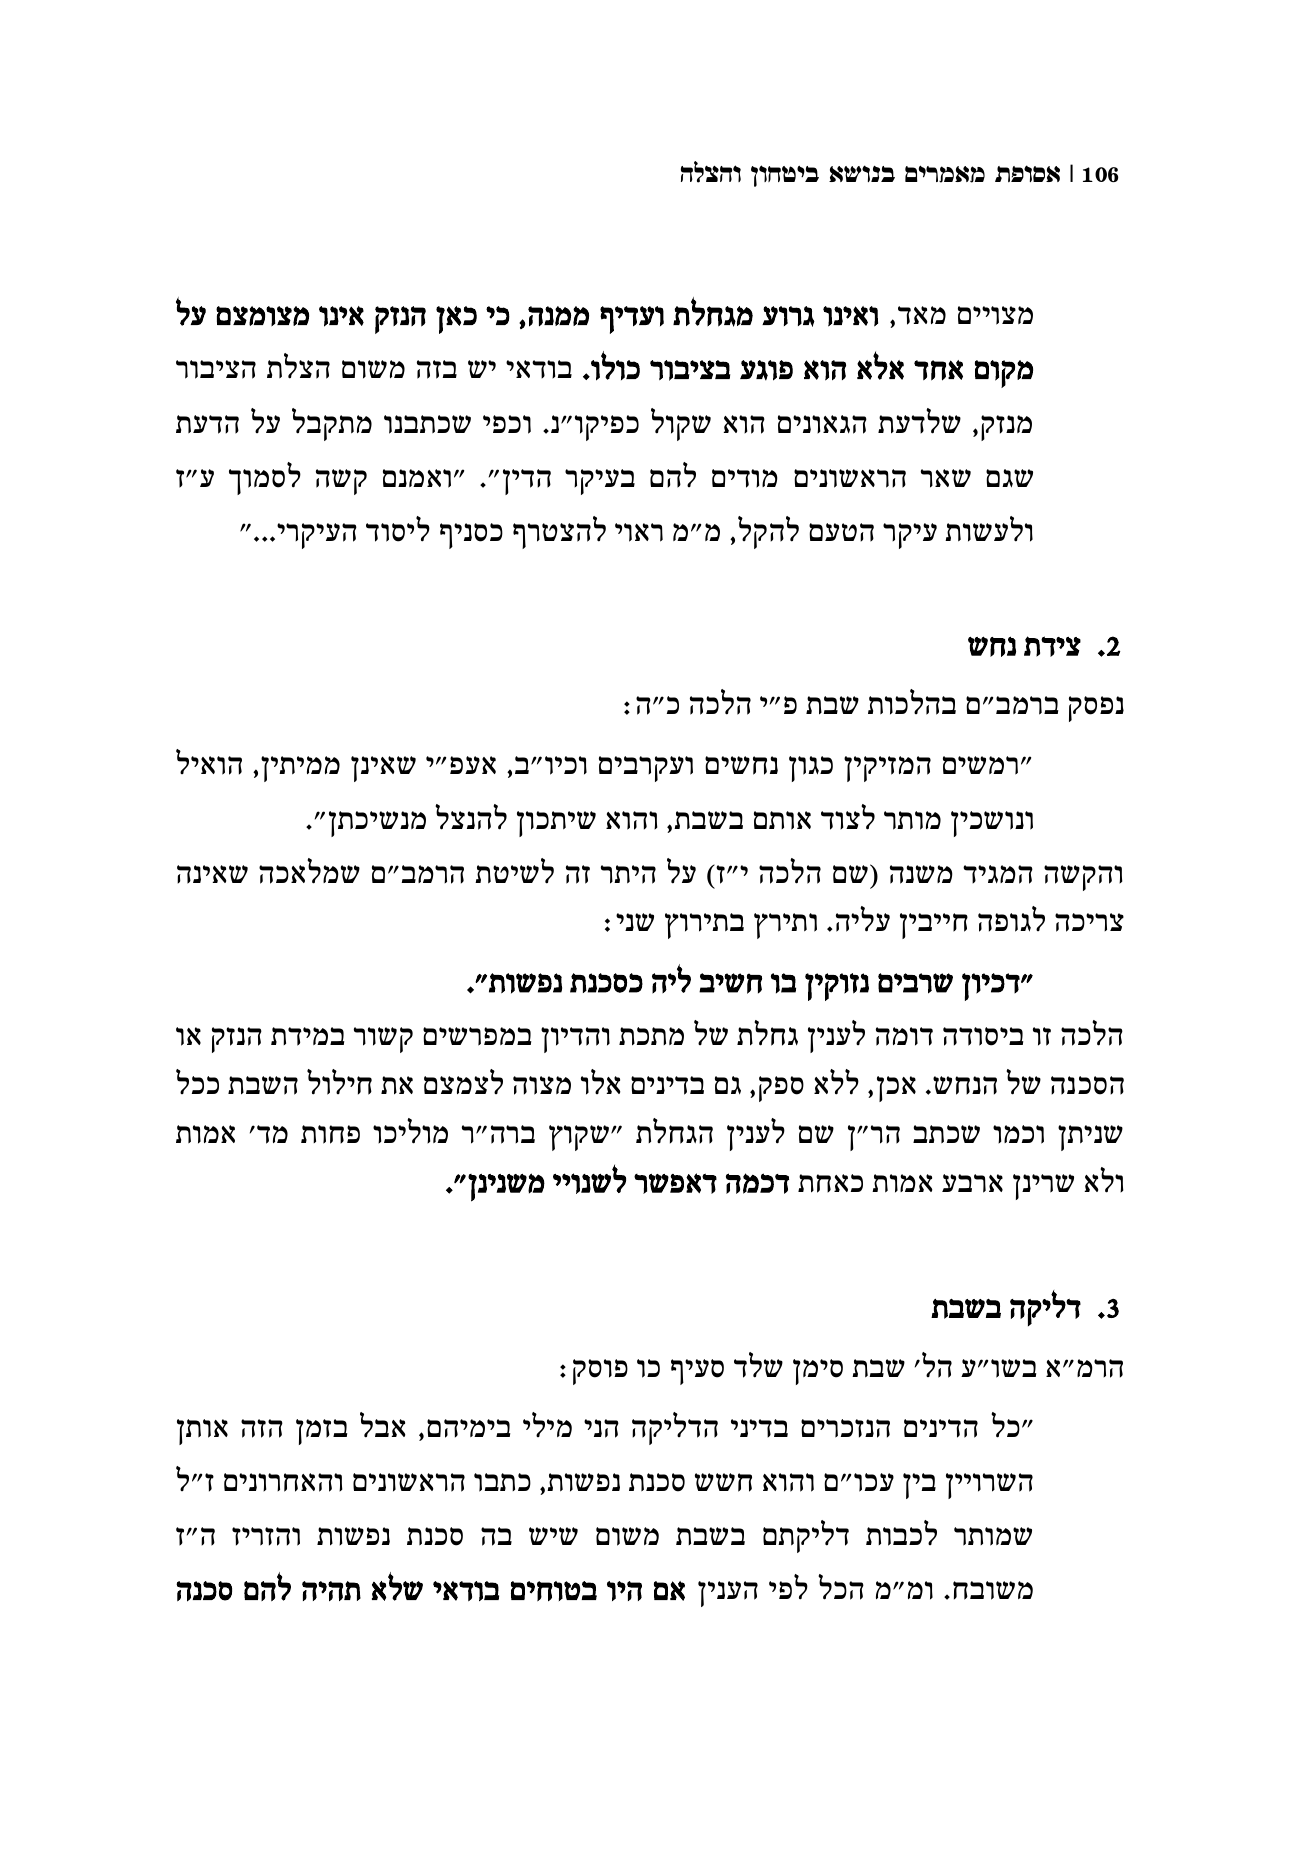 106 | אסופת מאמרים בנושא ביטחון והצלה
מצויים מאד, ואינו גרוע מגחלת ועדיף ממנה, כי כאן הנזק אינו מצומצם על
מקום אחד אלא הוא פוגע בציבור כולו. בודאי יש בזה משום הצלת הציבור
מנזק, שלדעת הגאונים הוא שקול כפיקו״נ. וכפי שכתבנו מתקבל על הדעת
שגם שאר הראשונים מודים להם בעיקר הדין״. ״ואמנם קשה לסמוך ע״ז
ולעשות עיקר הטעם להקל, מ״מ ראוי להצטרף כסניף ליסוד העיקרי...״
2. צידת נחש
נפסק ברמב״ם בהלכות שבת פ״י הלכה כ״ה:
״רמשים המזיקין כגון נחשים ועקרבים וכיו״ב, אעפ״י שאינן ממיתין, הואיל
ונושכין מותר לצוד אותם בשבת, והוא שיתכון להנצל מנשיכתן״.
והקשה המגיד משנה (שם הלכה י״ז) על היתר זה לשיטת הרמב״ם שמלאכה שאינה
צריכה לגופה חייבין עליה. ותירץ בתירוץ שני:
״דכיון שרבים נזוקין בו חשיב ליה כסכנת נפשות״.
הלכה זו ביסודה דומה לענין גחלת של מתכת והדיון במפרשים קשור במידת הנזק או
הסכנה של הנחש. אכן, ללא ספק, גם בדינים אלו מצוה לצמצם את חילול השבת ככל
שניתן וכמו שכתב הר״ן שם לענין הגחלת ״שקוץ ברה״ר מוליכו פחות מד׳ אמות
ולא שרינן ארבע אמות כאחת דכמה דאפשר לשנויי משנינן״.
3. דליקה בשבת
הרמ״א בשו״ע הל׳ שבת סימן שלד סעיף כו פוסק:
״כל הדינים הנזכרים בדיני הדליקה הני מילי בימיהם, אבל בזמן הזה אותן
השרויין בין עכו״ם והוא חשש סכנת נפשות, כתבו הראשונים והאחרונים ז״ל
שמותר לכבות דליקתם בשבת משום שיש בה סכנת נפשות והזריז ה״ז
משובח. ומ״מ הכל לפי הענין אם היו בטוחים בודאי שלא תהיה להם סכנה